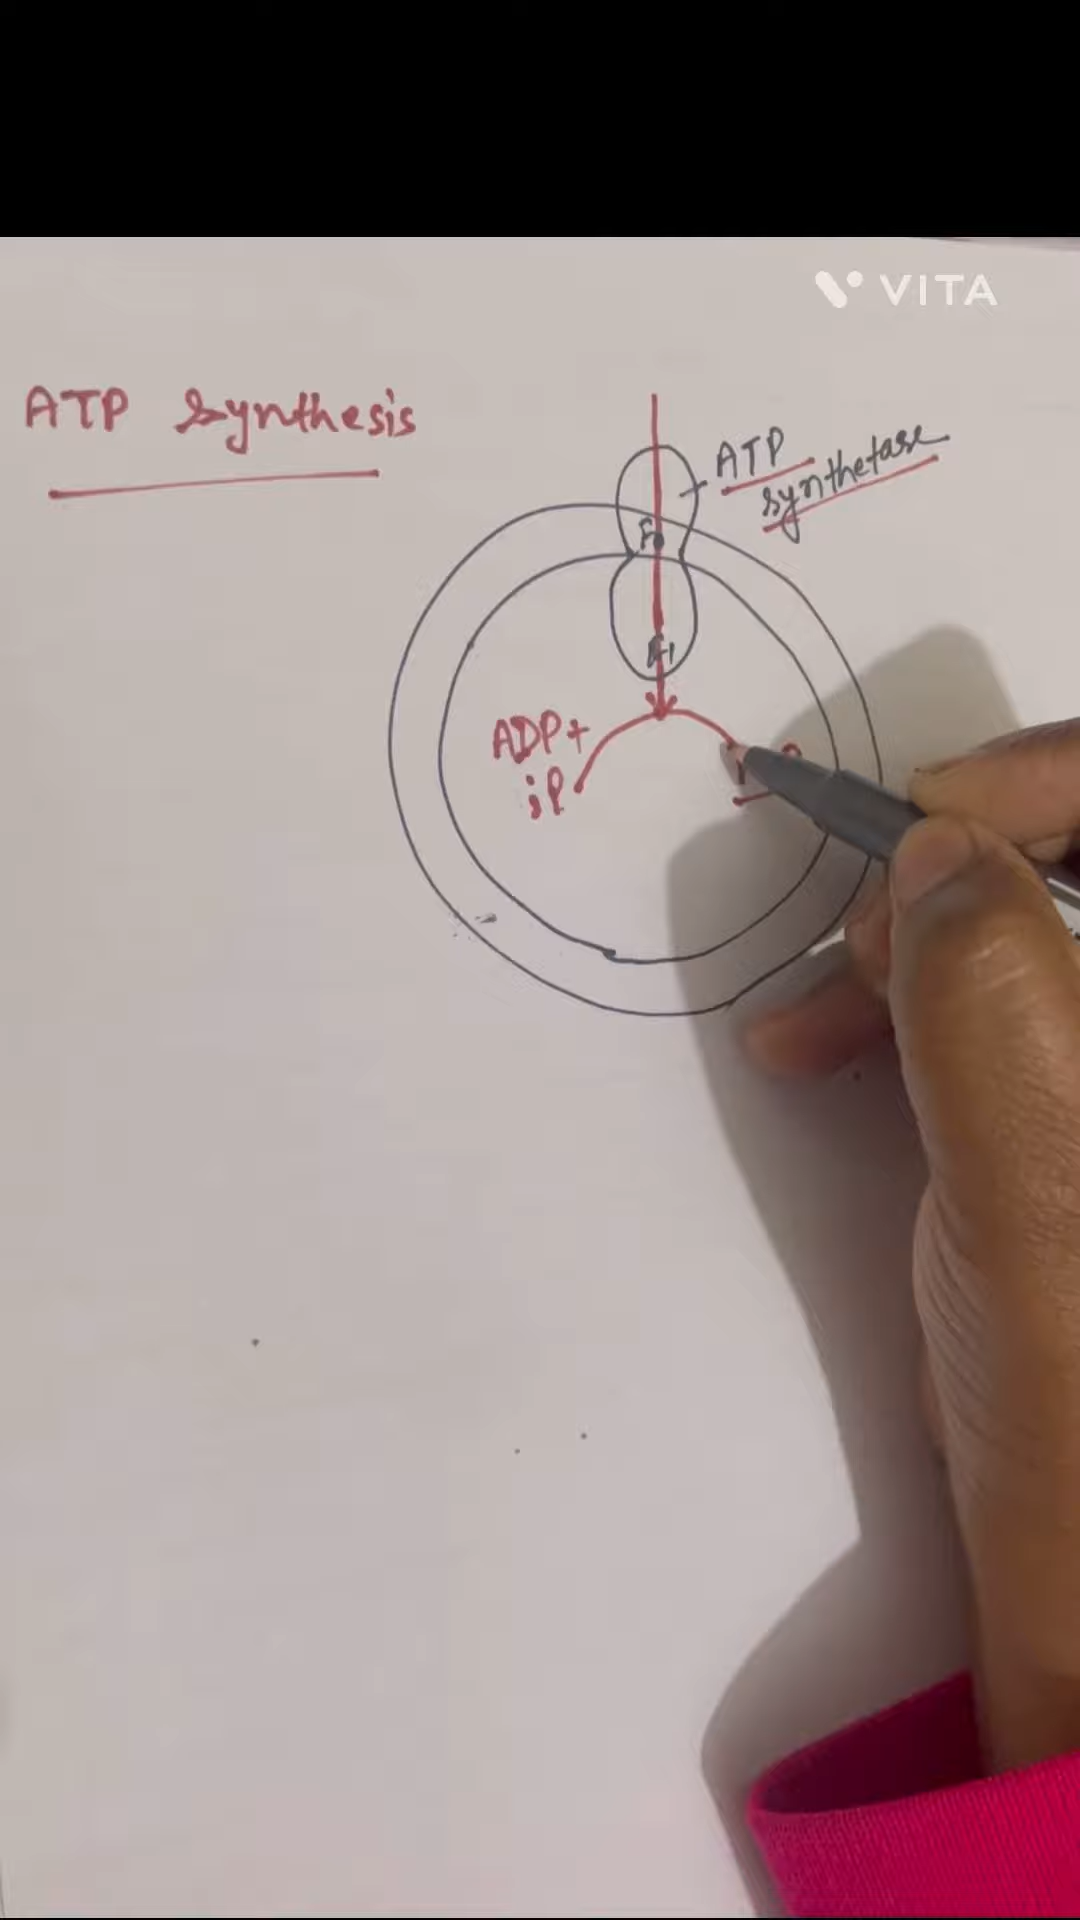 VITA
ATP Synthesis
ATP
synthetase
F₀
F1
ADP+
iP